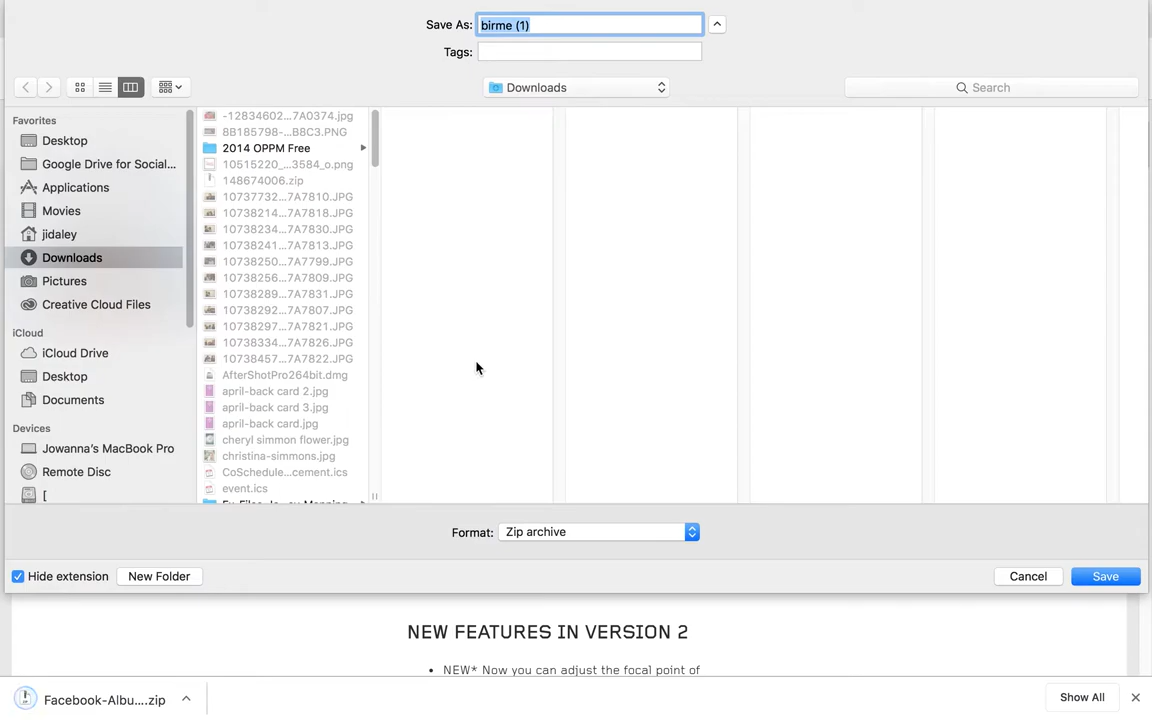 Save As: birme (1)
Tags:
Downloads
Search
Favorites
Desktop
Google Drive for Social...
Applications
Movies
jidaley
Downloads
Pictures
Creative Cloud Files
iCloud
iCloud Drive
Desktop
Documents
Devices
Jowanna's MacBook Pro
Remote Disc
[
-12834602...7A0374.jpg
8B185798-...B8C3.PNG
2014 OPPM Free
10515220_...3584_o.png
148674006.zip
10737732...7A7810.JPG
10738214...7A7818.JPG
10738234...7A7830.JPG
10738241...7A7813.JPG
10738250...7A7799.JPG
10738256...7A7809.JPG
10738289...7A7831.JPG
10738292...7A7807.JPG
10738297...7A7821.JPG
10738334...7A7826.JPG
10738457...7A7822.JPG
AfterShotPro264bit.dmg
april-back card 2.jpg
april-back card 3.jpg
april-back card.jpg
cheryl simmon flower.jpg
christina-simmons.jpg
CoSchedule...cement.ics
event.ics
Format: Zip archive
Hide extension
New Folder
Cancel
Save
NEW FEATURES IN VERSION 2
• NEW* Now you can adjust the focal point of
Facebook-Albu....zip
Show All